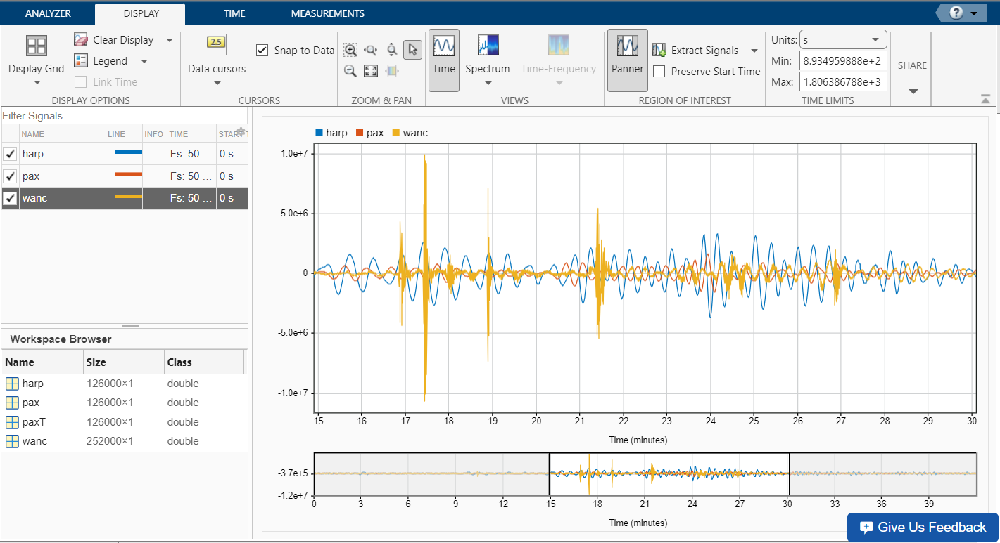 ANALYZER DISPLAY TIME MEASUREMENTS ?
Clear Display 2.5 Units: s
Display Grid Legend Data cursors Snap to Data Time Spectrum Time-Frequency Panner Extract Signals Min: 8.934959888e+2 SHARE
Link Time Preserve Start Time Max: 1.806386788e+3
DISPLAY OPTIONS CURSORS ZOOM & PAN VIEWS REGION OF INTEREST TIME LIMITS
Filter Signals
NAME LINE INFO TIME START
harp Fs: 50 ... 0 s
pax Fs: 50 ... 0 s
wanc Fs: 50 ... 0 s
Workspace Browser
Name Size Class
harp 126000×1 double
pax 126000×1 double
paxT 126000×1 double
wanc 252000×1 double
harp pax wanc
1.0e+7
5.0e+6
0
-5.0e+6
-1.0e+7
15 16 17 18 19 20 21 22 23 24 25 26 27 28 29 30
Time (minutes)
-3.7e+5
-1.2e+7
0 3 6 9 12 15 18 21 24 27 30 33 36 39
Time (minutes)
Give Us Feedback